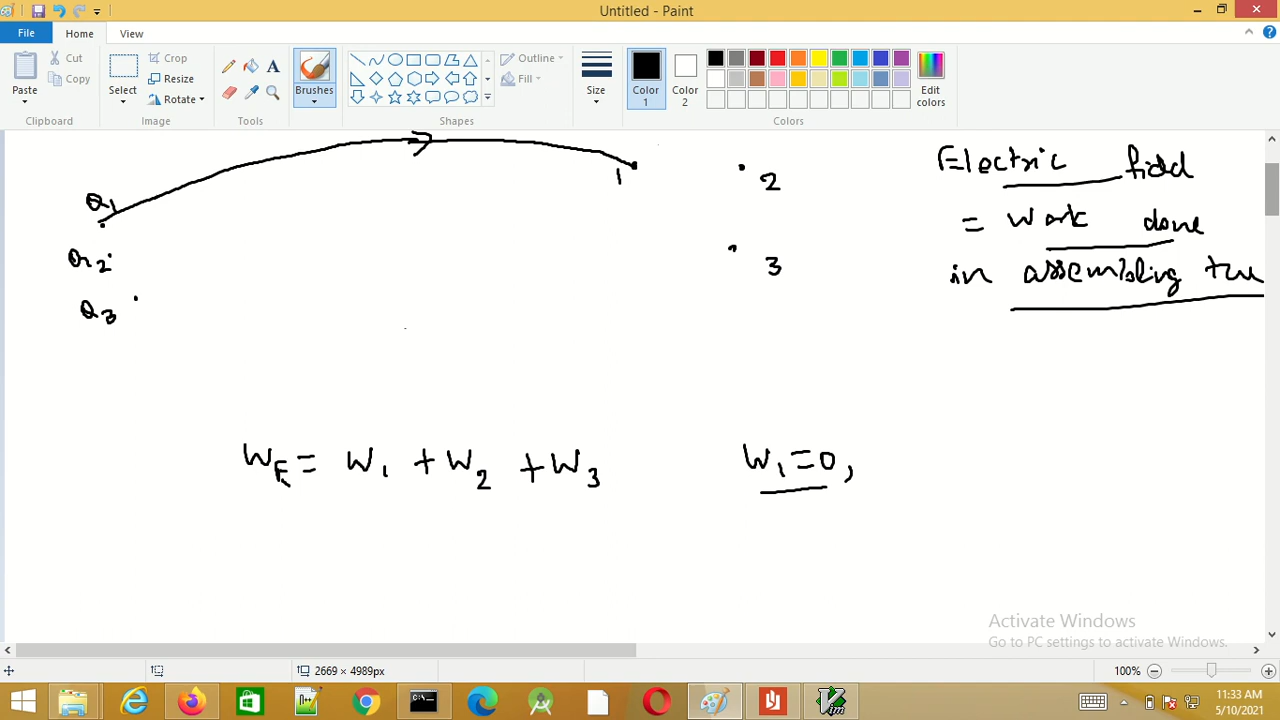 Untitled - Paint
File Home View
Paste Cut Copy Select Crop Resize Rotate Brushes Outline Fill Size Color 1 Color 2 Edit colors
Clipboard Image Tools Shapes Colors
Q1
Q2
Q3
1
2
3
Electric field
= work done
in assembling the
WE = W1 + W2 + W3 W1=0,
Activate Windows
Go to PC settings to activate Windows.
2669 × 4989px 100%
11:33 AM
5/10/2021